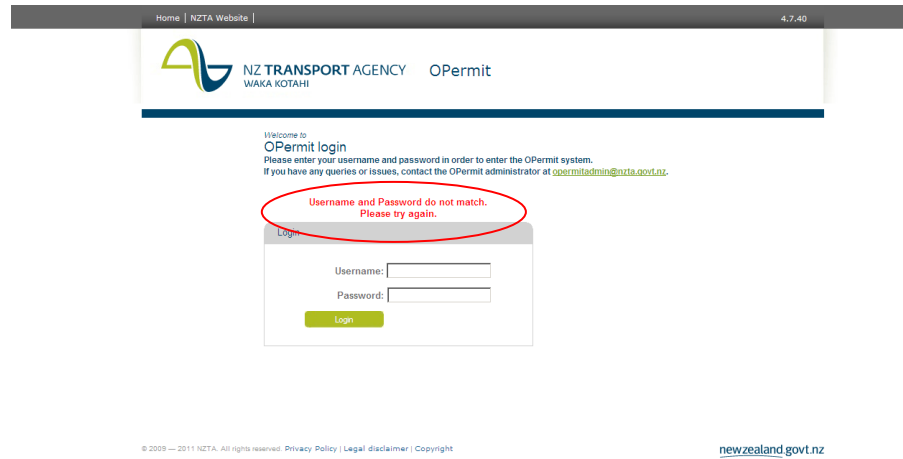 Home | NZTA Website |
4.7.40
NZ TRANSPORT AGENCY
WAKA KOTAHI
OPermit
Welcome to
OPermit login
Please enter your username and password in order to enter the OPermit system.
If you have any queries or issues, contact the OPermit administrator at opermitadmin@nzta.govt.nz.
Username and Password do not match.
Please try again.
Login
Username:
Password:
Login
© 2009 — 2011 NZTA. All rights reserved. Privacy Policy | Legal disclaimer | Copyright
newzealand.govt.nz